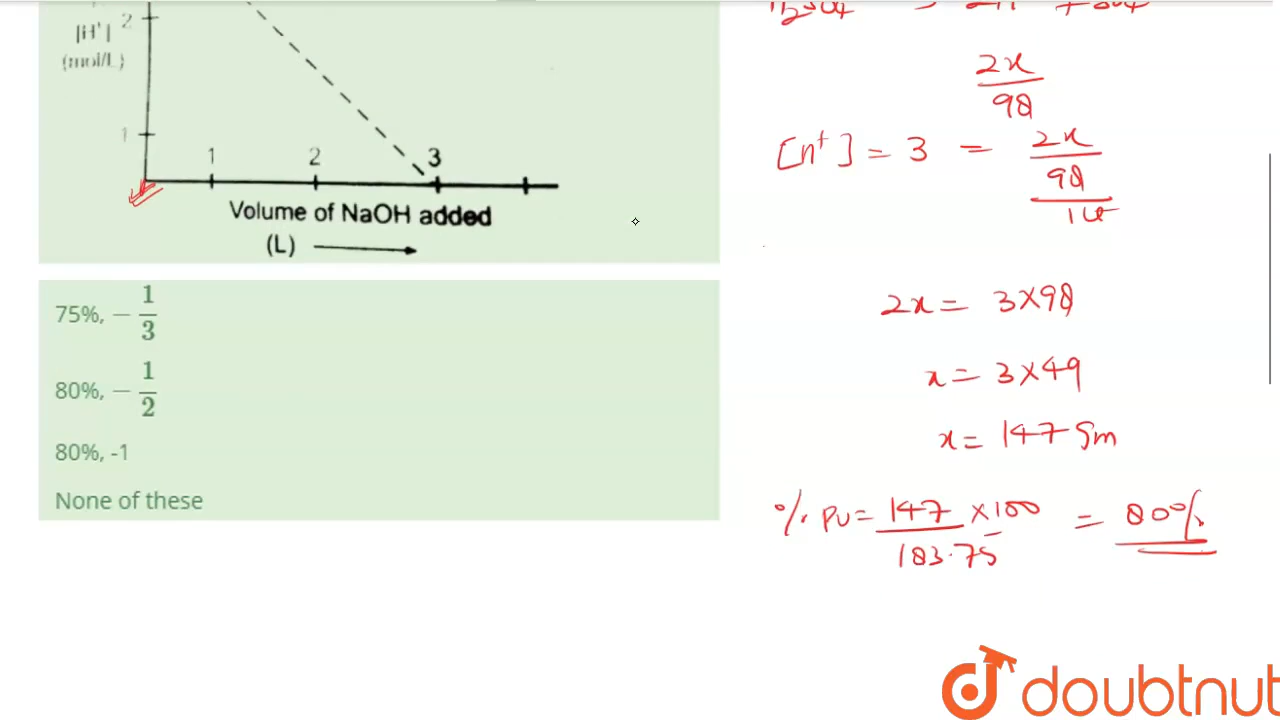 2
[H⁺]
(mol/L)
1
1 2 3
Volume of NaOH added
(L)
75%, − 1/3
80%, − 1/2
80%, -1
None of these
2x/98
[H⁺] = 3 = 2x/98
2x = 3×98
x = 3×49
x = 147 gm
% Pu = 147/183.75 ×100 = 80%
doubtnut